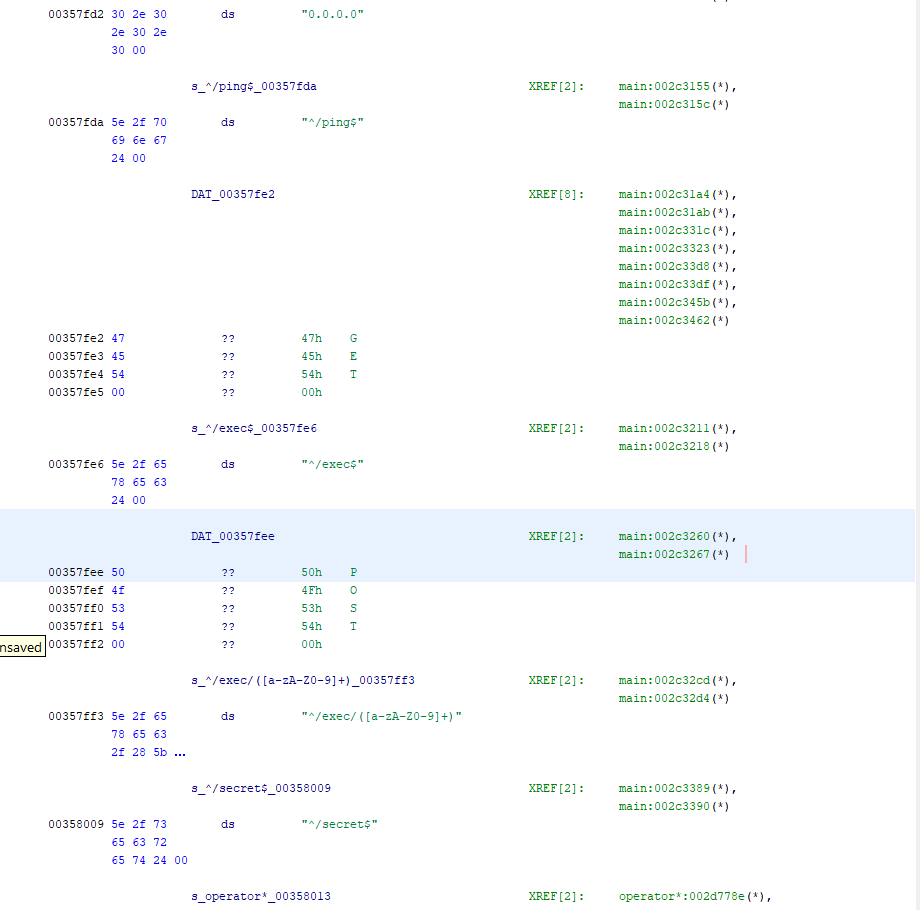 00357fd2 30 2e 30 ds "0.0.0.0"
2e 30 2e
30 00
s_^/ping$_00357fda XREF[2]: main:002c3155(*),
main:002c315c(*)
00357fda 5e 2f 70 ds "^/ping$"
69 6e 67
24 00
DAT_00357fe2 XREF[8]: main:002c31a4(*),
main:002c31ab(*),
main:002c331c(*),
main:002c3323(*),
main:002c33d8(*),
main:002c33df(*),
main:002c345b(*),
main:002c3462(*)
00357fe2 47 ?? 47h G
00357fe3 45 ?? 45h E
00357fe4 54 ?? 54h T
00357fe5 00 ?? 00h
s_^/exec$_00357fe6 XREF[2]: main:002c3211(*),
main:002c3218(*)
00357fe6 5e 2f 65 ds "^/exec$"
78 65 63
24 00
DAT_00357fee XREF[2]: main:002c3260(*),
main:002c3267(*)
00357fee 50 ?? 50h P
00357fef 4f ?? 4Fh O
00357ff0 53 ?? 53h S
00357ff1 54 ?? 54h T
nsaved 00357ff2 00 ?? 00h
s_^/exec/([a-zA-Z0-9]+)_00357ff3 XREF[2]: main:002c32cd(*),
main:002c32d4(*)
00357ff3 5e 2f 65 ds "^/exec/([a-zA-Z0-9]+)"
78 65 63
2f 28 5b ...
s_^/secret$_00358009 XREF[2]: main:002c3389(*),
main:002c3390(*)
00358009 5e 2f 73 ds "^/secret$"
65 63 72
65 74 24 00
s_operator*_00358013 XREF[2]: operator*:002d778e(*),